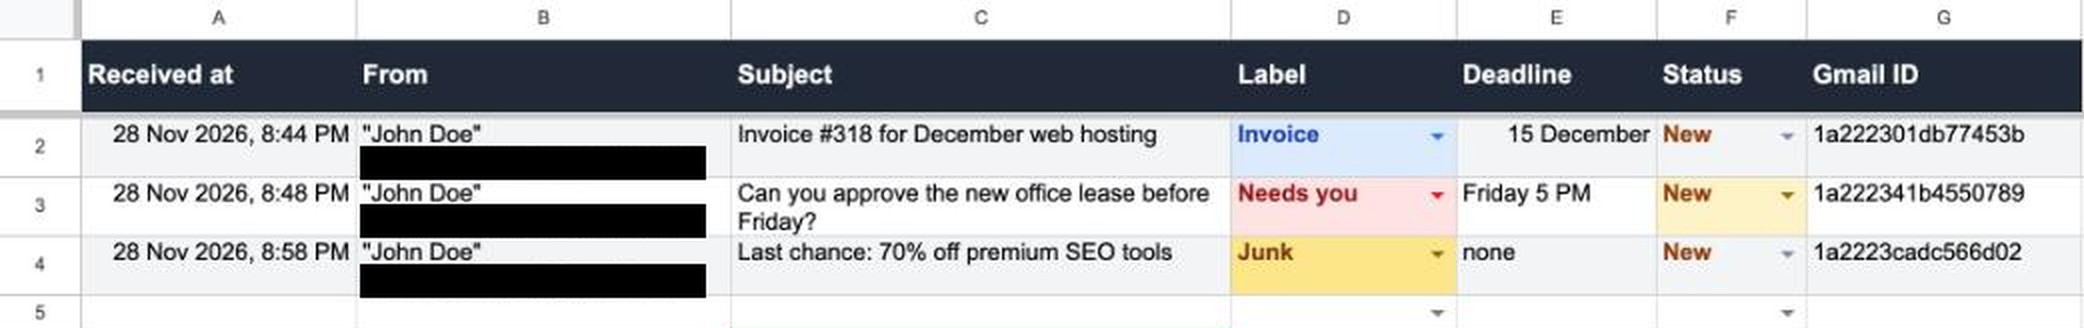 A B C D E F G
1 Received at From Subject Label Deadline Status Gmail ID
2 28 Nov 2026, 8:44 PM "John Doe" Invoice #318 for December web hosting Invoice 15 December New 1a222301db77453b
3 28 Nov 2026, 8:48 PM "John Doe" Can you approve the new office lease before Needs you Friday 5 PM New 1a222341b4550789
Friday?
4 28 Nov 2026, 8:58 PM "John Doe" Last chance: 70% off premium SEO tools Junk none New 1a2223cadc566d02
5